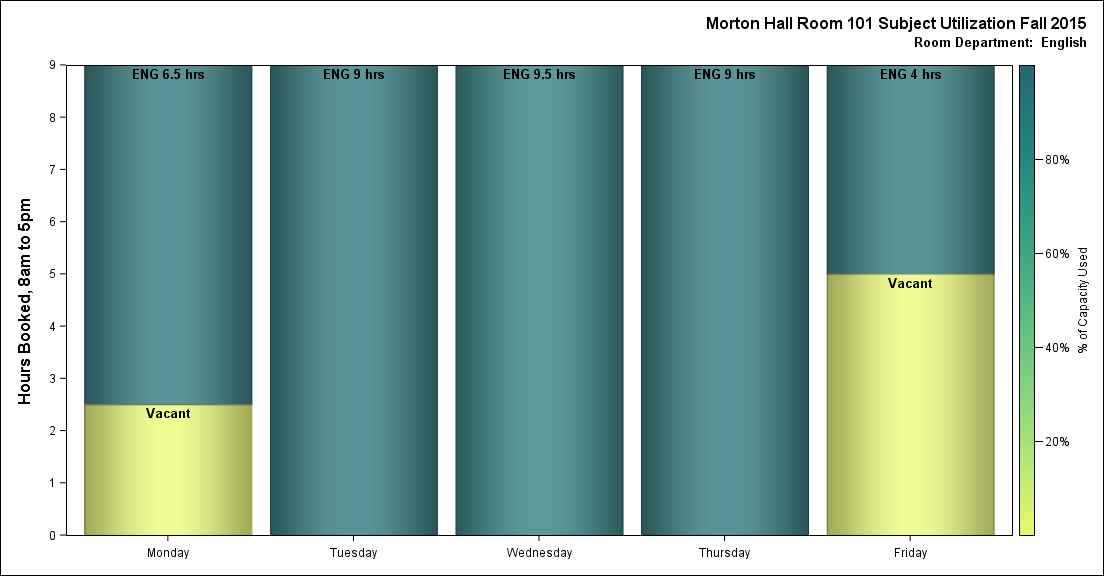 Morton Hall Room 101 Subject Utilization Fall 2015
Room Department: English
Hours Booked, 8am to 5pm
9
8
7
6
5
4
3
2
1
0
ENG 6.5 hrs
Vacant
ENG 9 hrs
ENG 9.5 hrs
ENG 9 hrs
ENG 4 hrs
Vacant
Monday
Tuesday
Wednesday
Thursday
Friday
80%
60%
40%
20%
% of Capacity Used